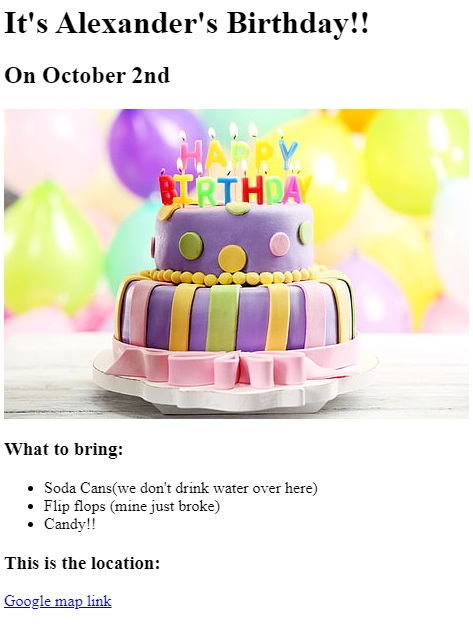 It's Alexander's Birthday!!
On October 2nd
HAPPY
BIRTHDAY
What to bring:
Soda Cans(we don't drink water over here)
Flip flops (mine just broke)
Candy!!
This is the location:
Google map link